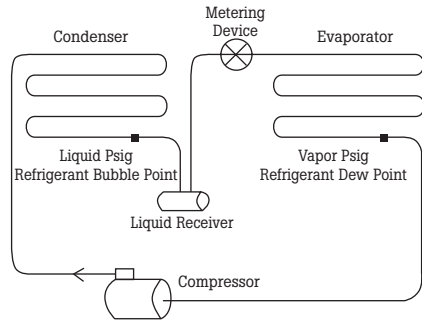 Metering
Device
Condenser
Evaporator
Liquid Psig
Refrigerant Bubble Point
Vapor Psig
Refrigerant Dew Point
Liquid Receiver
Compressor